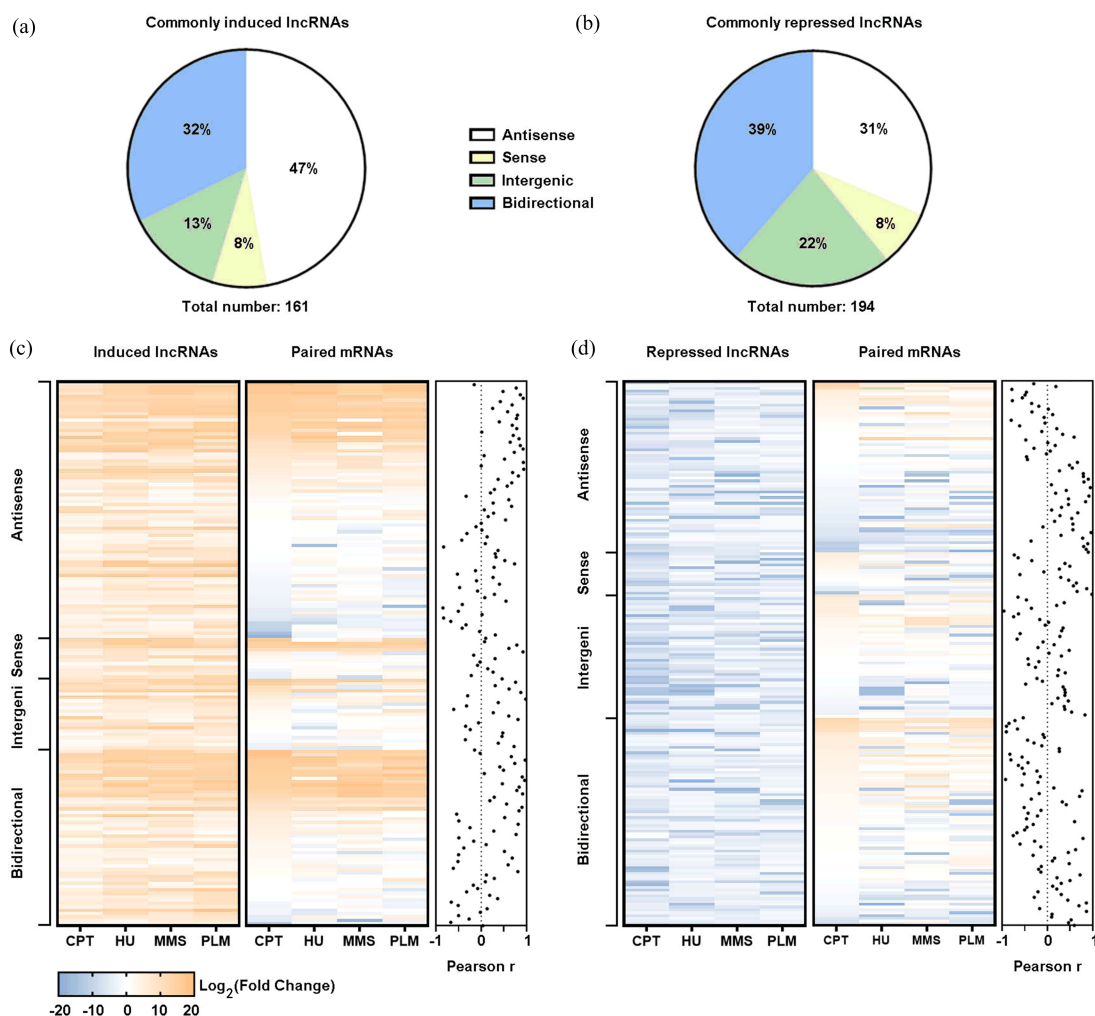 (a)
Commonly induced lncRNAs
32%
47%
13%
8%
Total number: 161
Antisense
Sense
Intergenic
Bidirectional
(b)
Commonly repressed lncRNAs
39%
31%
22%
8%
Total number: 194
(c)
Induced lncRNAs
Paired mRNAs
Antisense
Sense
Intergeni
Bidirectional
CPT HU MMS PLM
CPT HU MMS PLM
-1 0 1
Pearson r
Log2(Fold Change)
-20 -10 0 10 20
(d)
Repressed lncRNAs
Paired mRNAs
Antisense
Sense
Intergeni
Bidirectional
CPT HU MMS PLM
CPT HU MMS PLM
-1 0 1
Pearson r